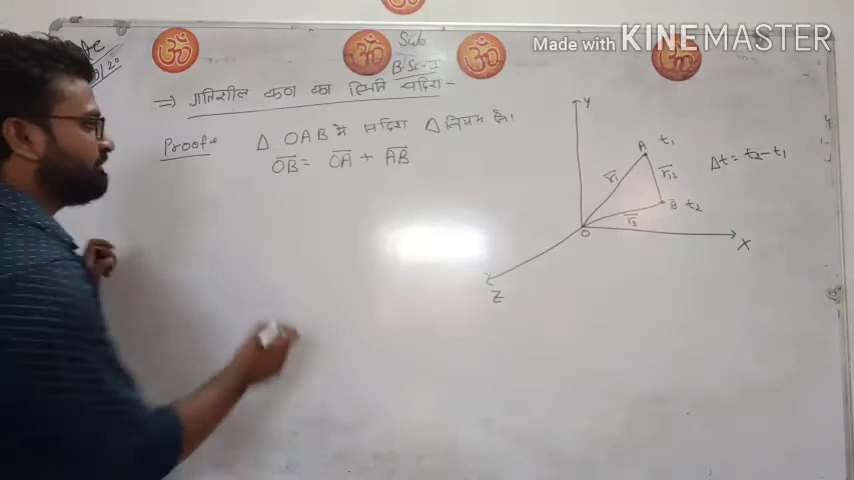 Made with KINEMASTER
Sub
B.Sc-I
⇒ गतिशील कण का स्थिति सदिश -
Proof:-
Δ OAB में सदिश Δ नियम से।
OB = OA + AB
Y
A t₁
r₁
r₁₂
Δt = t₂ - t₁
B t₂
O
X
Z